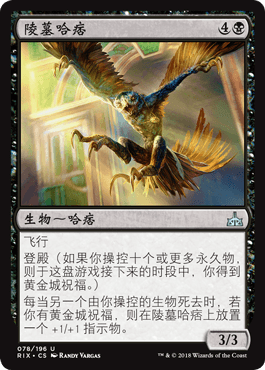 陵墓哈痞 4
生物～哈痞
飞行
登殿（如果你操控十个或更多永久物，
则于这盘游戏接下来的时段中，你得到
黄金城祝福。）
每当另一个由你操控的生物死去时，若
你有黄金城祝福，则在陵墓哈痞上放置
一个 +1/+1 指示物。
3/3
078/196 U
RIX • CS RANDY VARGAS
™ & © 2018 Wizards of the Coast